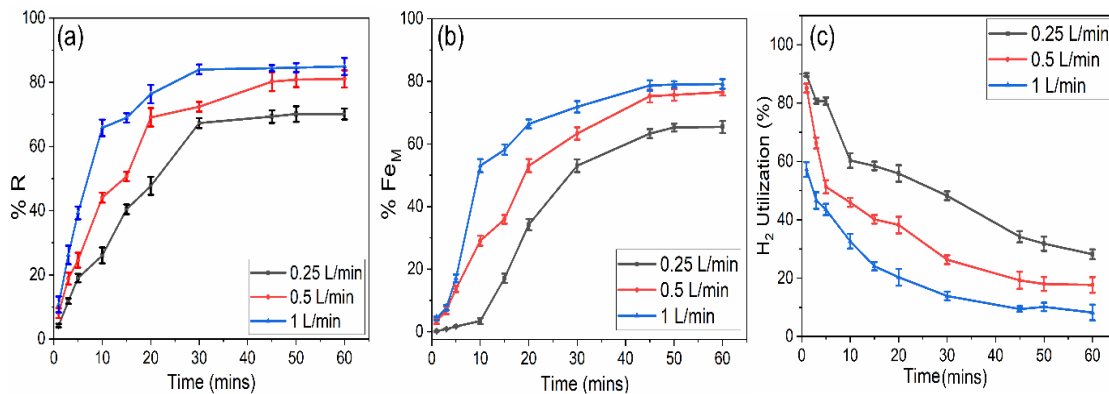 (a)
% R
100
80
60
40
20
0
0 10 20 30 40 50 60
Time (mins)
0.25 L/min
0.5 L/min
1 L/min
(b)
% Fe_M
100
80
60
40
20
0
0 10 20 30 40 50 60
Time (mins)
0.25 L/min
0.5 L/min
1 L/min
(c)
H₂ Utilization (%)
100
80
60
40
20
0
0 10 20 30 40 50 60
Time(mins)
0.25 L/min
0.5 L/min
1 L/min